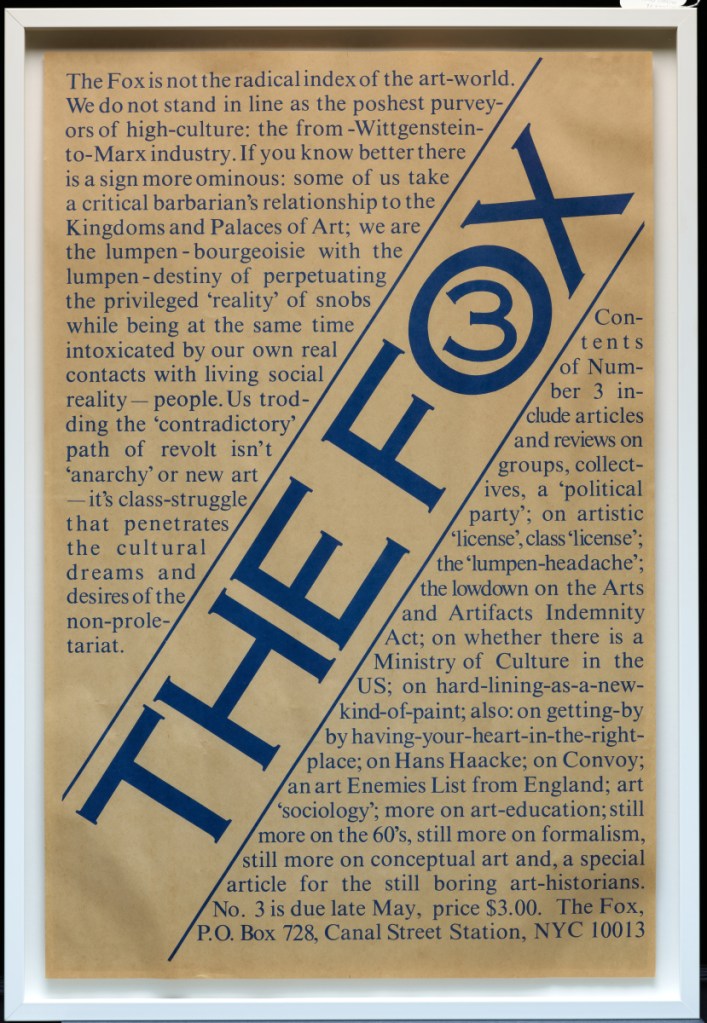 The Fox is not the radical index of the art-world.
We do not stand in line as the poshest purvey-
ors of high-culture: the from -Wittgenstein-
to-Marx industry. If you know better there
is a sign more ominous: some of us take
a critical barbarian's relationship to the
Kingdoms and Palaces of Art; we are
the lumpen-bourgeoisie with the
lumpen-destiny of perpetuating
the privileged 'reality' of snobs
while being at the same time
intoxicated by our own real
contacts with living social
reality — people. Us trod-
ding the 'contradictory'
path of revolt isn't
'anarchy' or new art
— it's class-struggle
that penetrates
the cultural
dreams and
desires of the
non-prole-
tariat.
THE FOX
3
Con-
tents
of Num-
ber 3 in-
clude articles
and reviews on
groups, collect-
ives, a 'political
party'; on artistic
'license', class 'license';
the 'lumpen-headache';
the lowdown on the Arts
and Artifacts Indemnity
Act; on whether there is a
Ministry of Culture in the
US; on hard-lining-as-a-new-
kind-of-paint; also: on getting-by
by having-your-heart-in-the-right-
place; on Hans Haacke; on Convoy;
an art Enemies List from England; art
'sociology'; more on art-education; still
more on the 60's, still more on formalism,
still more on conceptual art and, a special
article for the still boring art-historians.
No. 3 is due late May, price $3.00. The Fox,
P.O. Box 728, Canal Street Station, NYC 10013